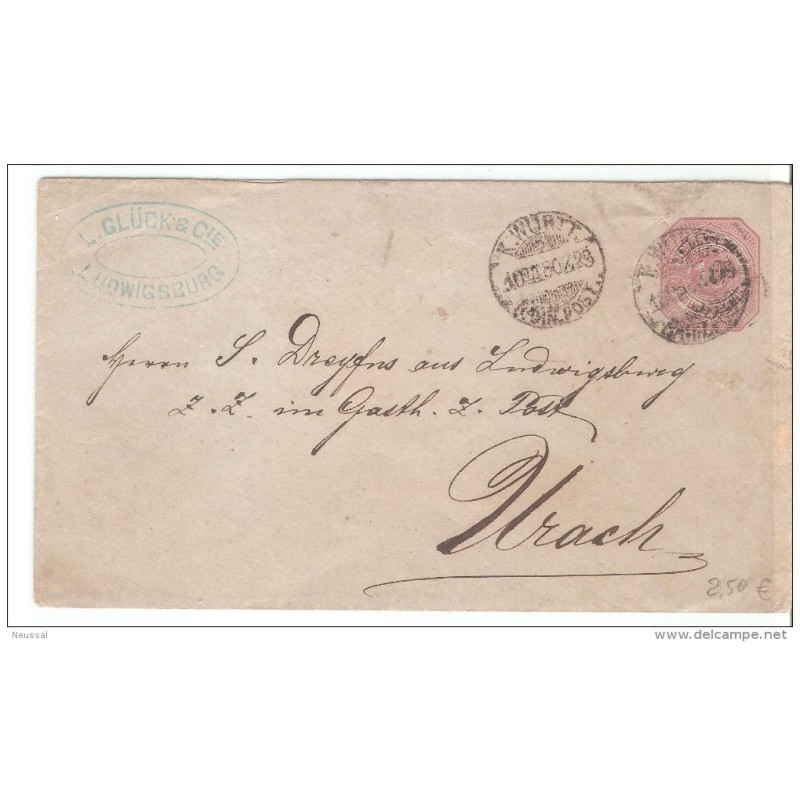 L. GLÜCK & CIE
LUDWIGSBURG
K. WÜRTT.
BAHN. POST
Herrn S. Dreyfus aus Ludwigsburg
z. Z. im Gasth. z. Post
Urach
2,50 €
Neussal
www.delcampe.net